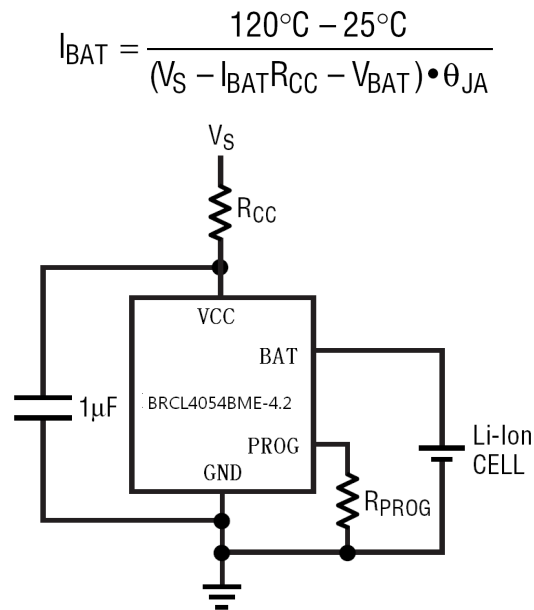 I_BAT = 120°C – 25°C / (V_S – I_BAT R_CC – V_BAT) • θ_JA
V_S
R_CC
VCC
BAT
1µF
BRCL4054BME-4.2
PROG
Li-Ion
CELL
GND
R_PROG